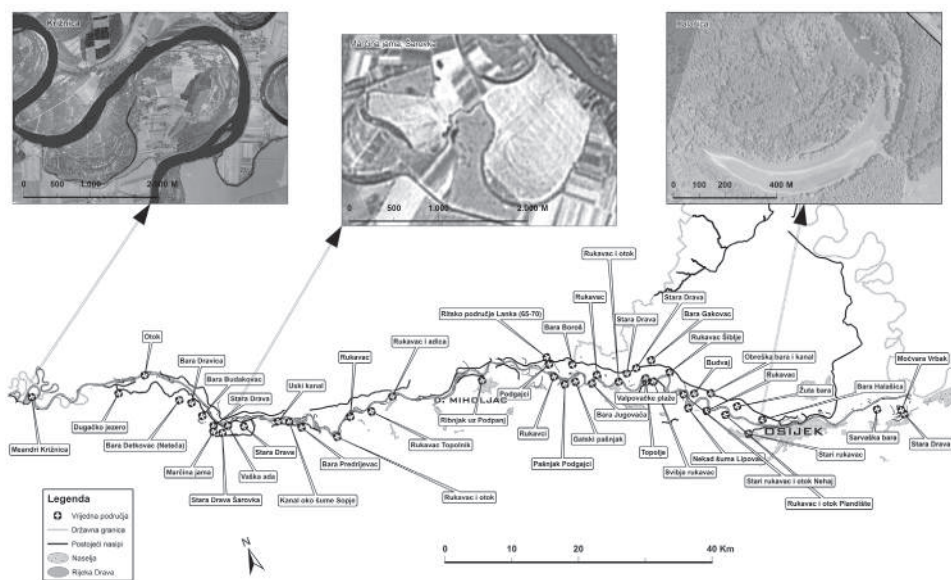 Križnica
0 500 1.000 2.000 M
Marčina jama, Šarovka
0 500 1.000 2.000 M
0 100 200 400 M
Rukavac i otok
Rukavac
Stara Drava
Ritsko područje Lanka (65-70)
Bara Boroš
Stara Drava
Bara Gakovac
Otok
Rukavac i adica
Rukavac Šiblje
Bara Dravica
Rukavac
Budvaj
Obreška bara i kanal
Močvara Vrbak
Bara Budakovac
Uski kanal
Rukavac
Stara Drava
Žuta bara
Bara Halašica
Podgajci
D. MIHOLJAC
Valpovačke plaže
Meandri Križnica
Dugačko jezero
Ribnjak uz Podpanj
Rukavci
Bara Jugovača
OSIJEK
Bara Detkovac (Neteča)
Stara Drava
Rukavac Topolnik
Gatski pašnjak
Topolje
Nekad šuma Lipovac
Stari rukavac
Sarvaška bara
Stara Drava
Marčina jama
Vaška ada
Bara Predrijevac
Pašnjak Podgajci
Svibje rukavac
Stari rukavac i otok Nehaj
Stara Drava Šarovka
Kanal oko šume Sopje
Rukavac i otok
Rukavac i otok Plandište
Legenda
Vrijedna područja
Državna granica
Postojeći nasipi
Naselja
Rijeka Drava
N
0 10 20 40 Km